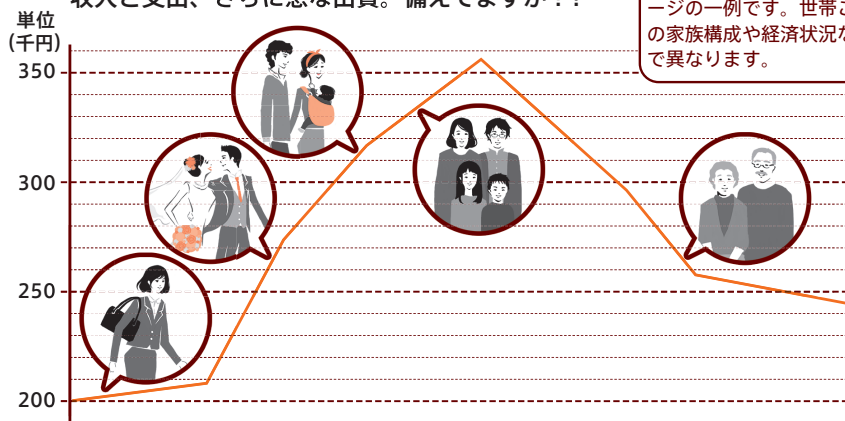 収入と支出、さらに急な出費。備えてますか？？
ージの一例です。世帯ご
の家族構成や経済状況な
で異なります。
単位
(千円)
350
300
250
200